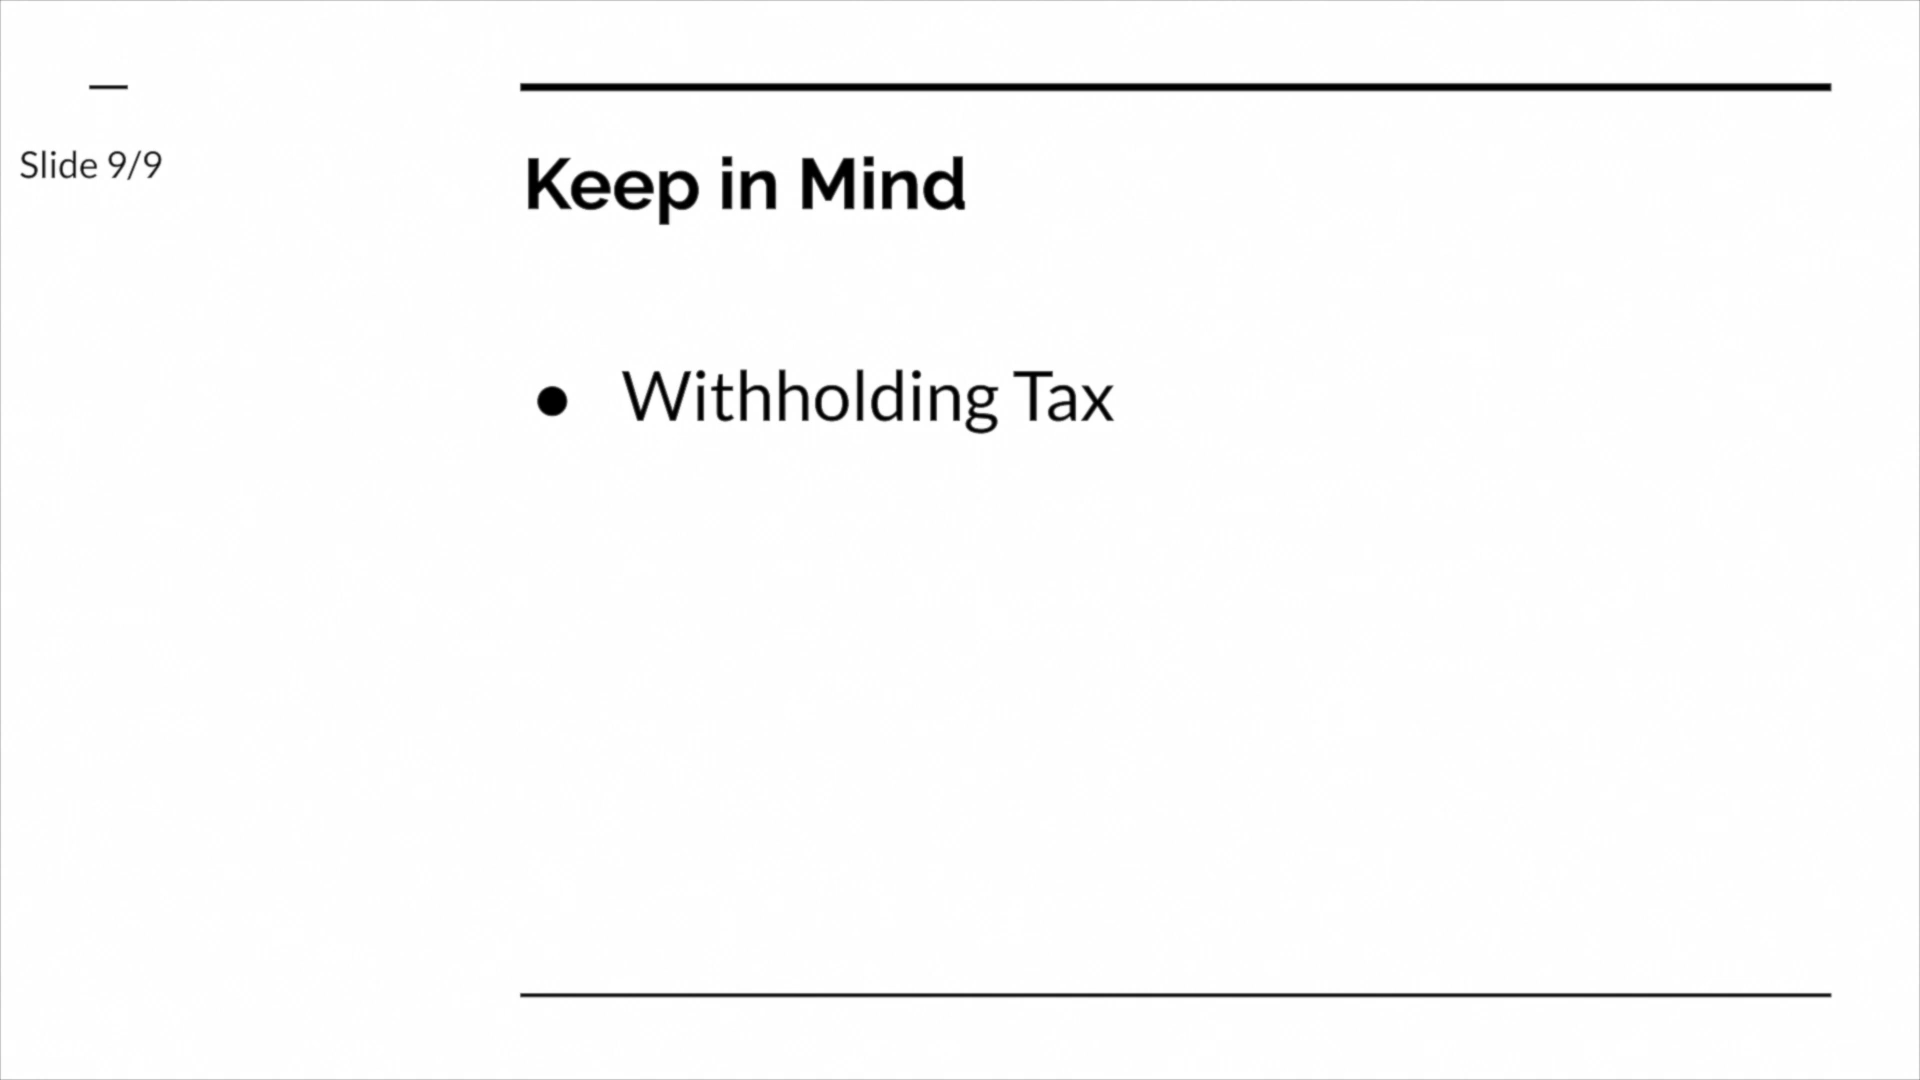 Slide 9/9
Keep in Mind
● Withholding Tax